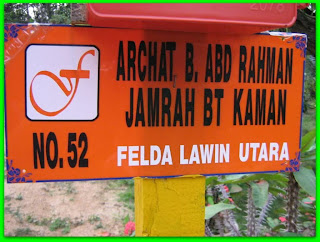 ARCHAT B. ABD RAHMAN
JAMRAH BT KAMAN
NO. 52
FELDA LAWIN UTARA